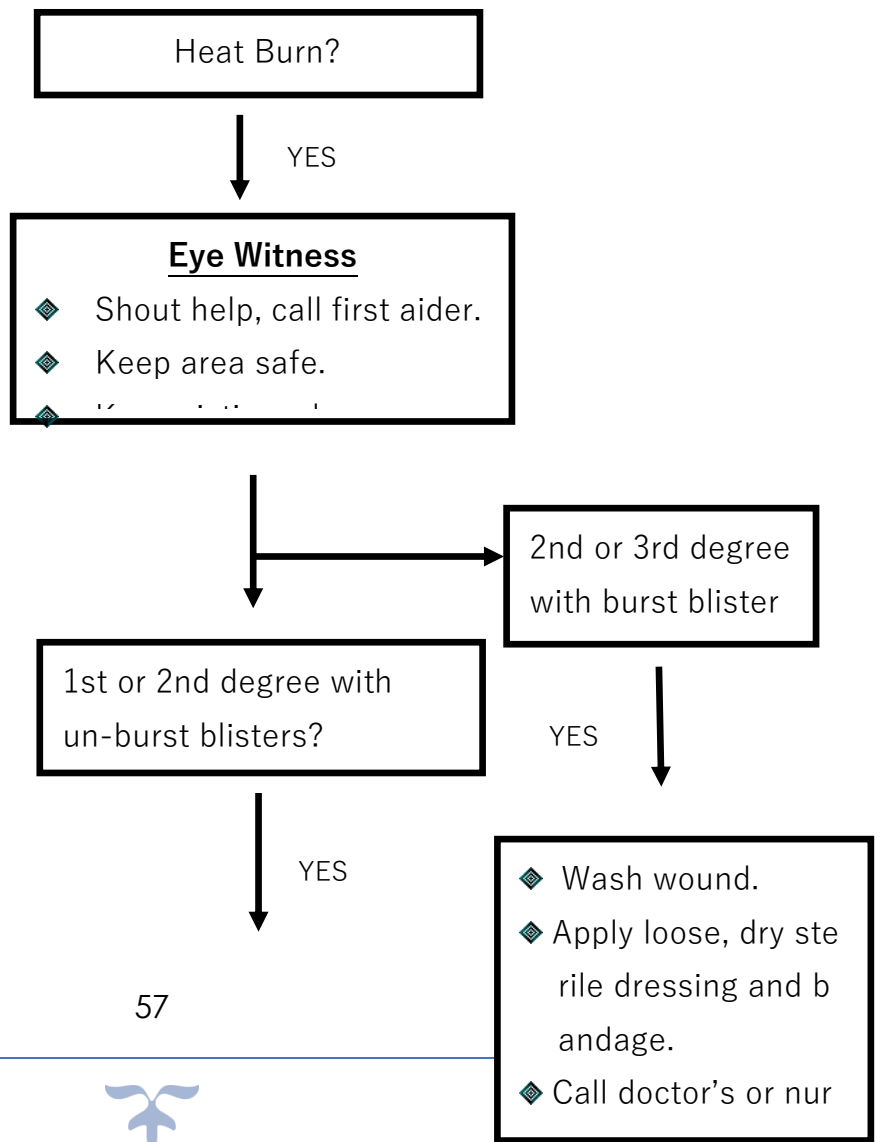 Heat Burn?
YES
Eye Witness
Shout help, call first aider.
Keep area safe.
2nd or 3rd degree
with burst blister
1st or 2nd degree with
un-burst blisters?
YES
YES
Wash wound.
Apply loose, dry ste
rile dressing and b
andage.
Call doctor’s or nur
57